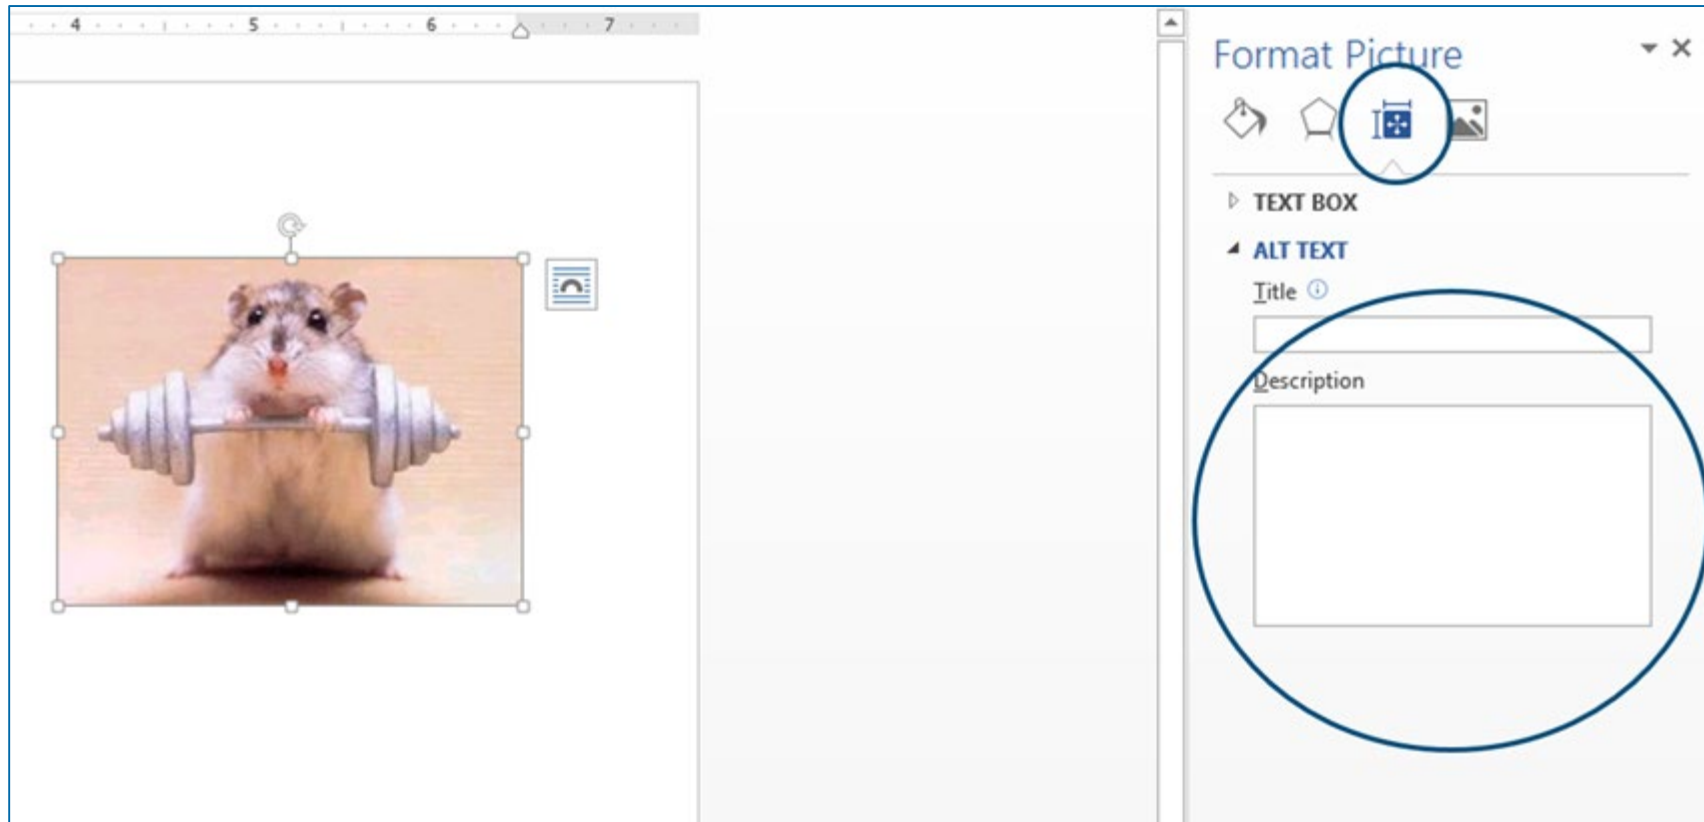 4 5 6 7
Format Picture
TEXT BOX
ALT TEXT
Title
Description